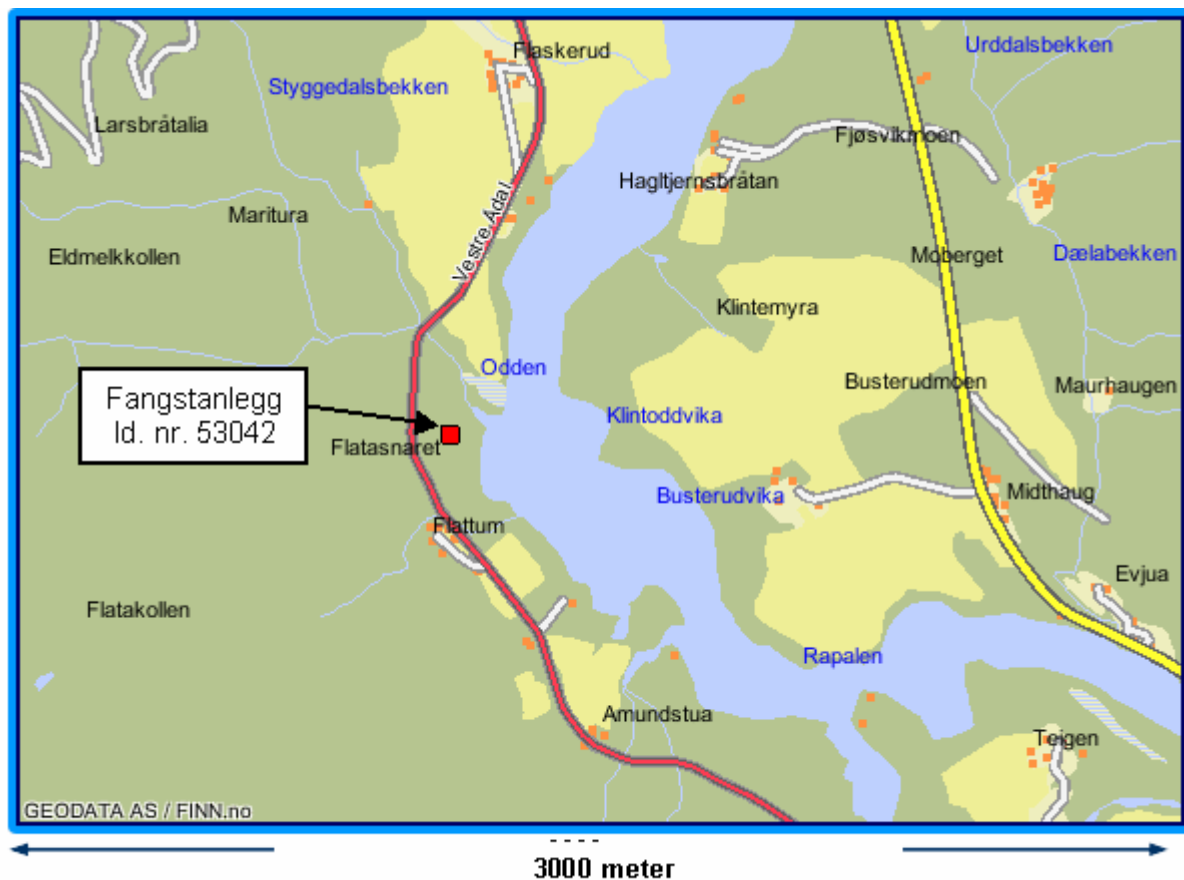 Flaskerud
Urddalsbekken
Styggedalsbekken
Larsbråtalia
Fjøsvikmoen
Hagltjernsbråtan
Maritura
Vestre Ådal
Eldmelkkollen
Moberget
Dælabekken
Klintemyra
Odden
Busterudmoen
Maurhaugen
Fangstanlegg
Id. nr. 53042
Klintoddvika
Flatasnaret
Busterudvika
Midthaug
Flattum
Evjua
Flatakollen
Rapalen
Amundstua
Teigen
GEODATA AS / FINN.no
3000 meter